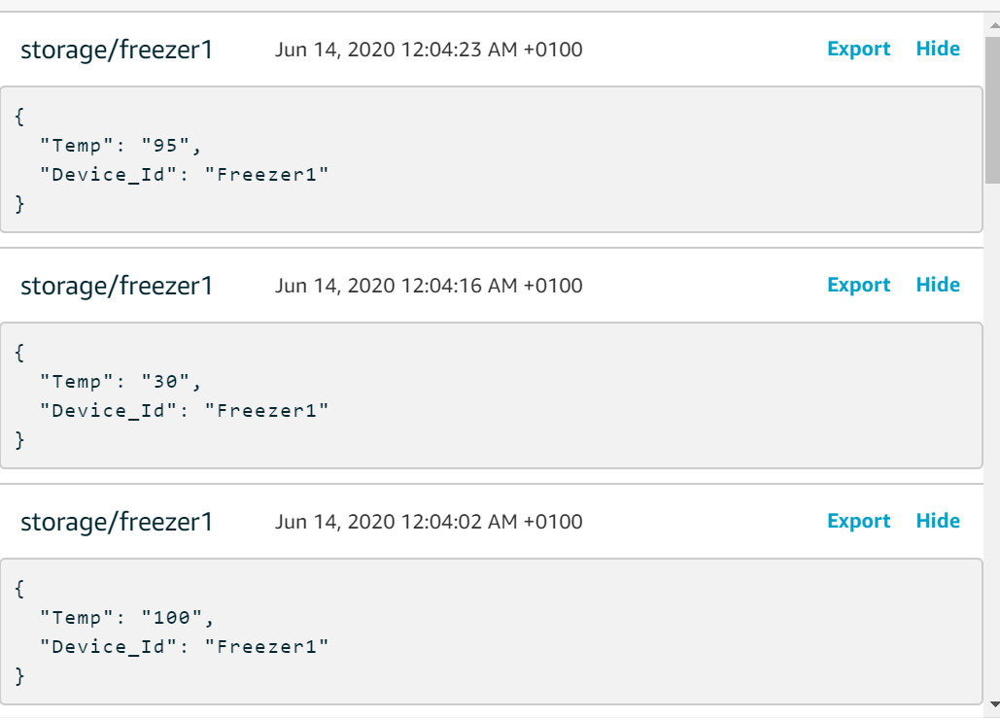 storage/freezer1 Jun 14, 2020 12:04:23 AM +0100 Export Hide
{
"Temp": "95",
"Device_Id": "Freezer1"
}
storage/freezer1 Jun 14, 2020 12:04:16 AM +0100 Export Hide
{
"Temp": "30",
"Device_Id": "Freezer1"
}
storage/freezer1 Jun 14, 2020 12:04:02 AM +0100 Export Hide
{
"Temp": "100",
"Device_Id": "Freezer1"
}